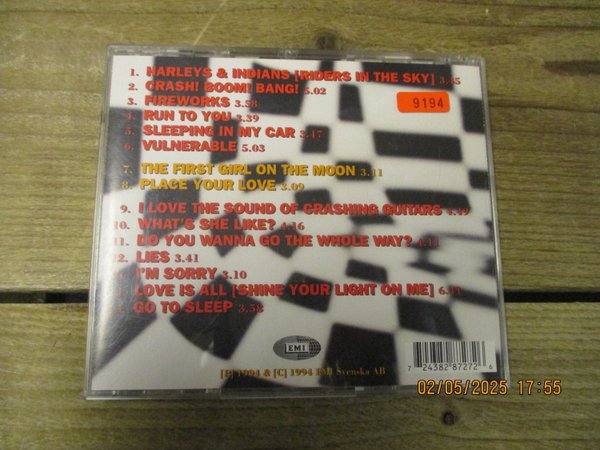 1. HARLEYS & INDIANS [RIDERS IN THE SKY] 3.45
2. CRASH! BOOM! BANG! 5.02
3. FIREWORKS 3.58
4. RUN TO YOU 3.39
5. SLEEPING IN MY CAR 3.47
6. VULNERABLE 5.03
7. THE FIRST GIRL ON THE MOON 3.11
8. PLACE YOUR LOVE 3.09
9. I LOVE THE SOUND OF CRASHING GUITARS 4.49
10. WHAT'S SHE LIKE? 4.16
11. DO YOU WANNA GO THE WHOLE WAY?
12. LIES 3.41
I'M SORRY 3.10
LOVE IS ALL [SHINE YOUR LIGHT ON ME]
GO TO SLEEP 3.58
9194
EMI
[P] 1994 & [C] 1994 EMI Svenska AB
7 24382 87272 6
02/05/2025 17:55